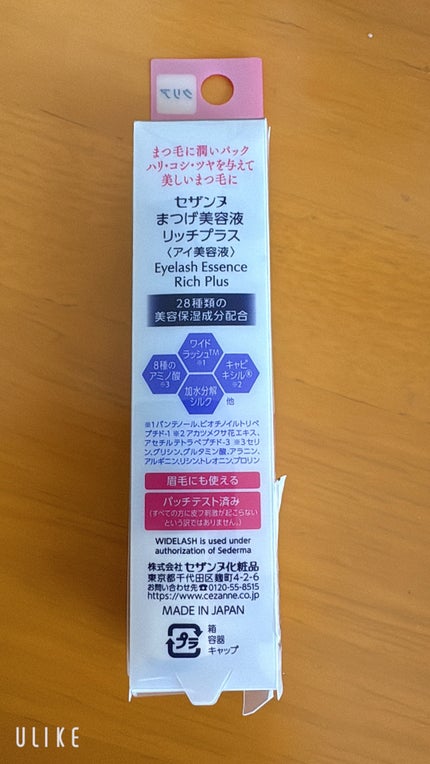 クリア
まつ毛に潤いパック
ハリ・コシ・ツヤを与えて
美しいまつ毛に
セザンヌ
まつげ美容液
リッチプラス
〈アイ美容液〉
Eyelash Essence
Rich Plus
28種類の
美容保湿成分配合
ワイド
ラッシュ™
※1
8種の
アミノ酸
※3
キャピ
キシル®
※2
加水分解
シルク
他
※1パンテノール、ビオチノイルトリペ
プチド-1 ※2アカツメクサ花エキス、
アセチルテトラペプチド-3 ※3セリ
ン、グリシン、グルタミン酸、アラニン、
アルギニン、リシン、トレオニン、プロリン
眉毛にも使える
パッチテスト済み
(すべての方に皮フ刺激が起こらない
という訳ではありません。)
WIDELASH is used under
authorization of Sederma
株式会社 セザンヌ化粧品
東京都千代田区麹町4-2-6
お問い合わせ先☎0120-55-8515
https://www.cezanne.co.jp
MADE IN JAPAN
プラ
箱
容器
キャップ
ULIKE